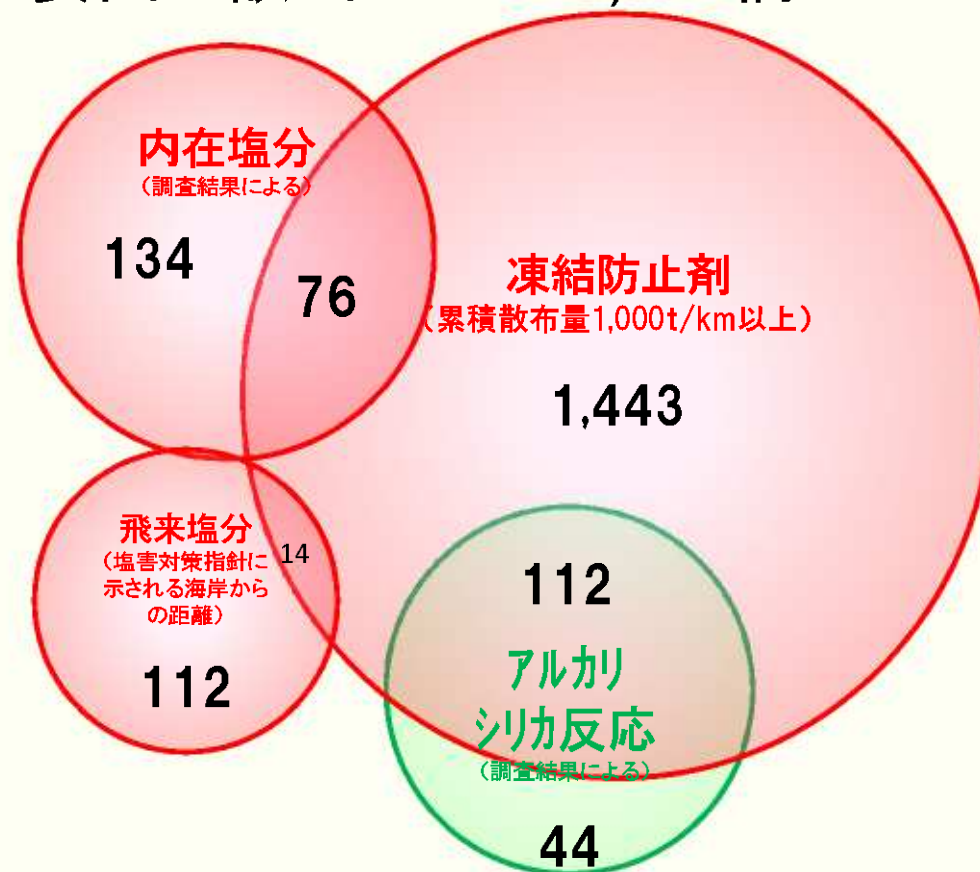 内在塩分
（調査結果による）
134
76
凍結防止剤
（累積散布量1,000t/km以上）
1,443
飛来塩分
（塩害対策指針に
示される海岸から
の距離）
14
112
112
アルカリ
シリカ反応
（調査結果による）
44